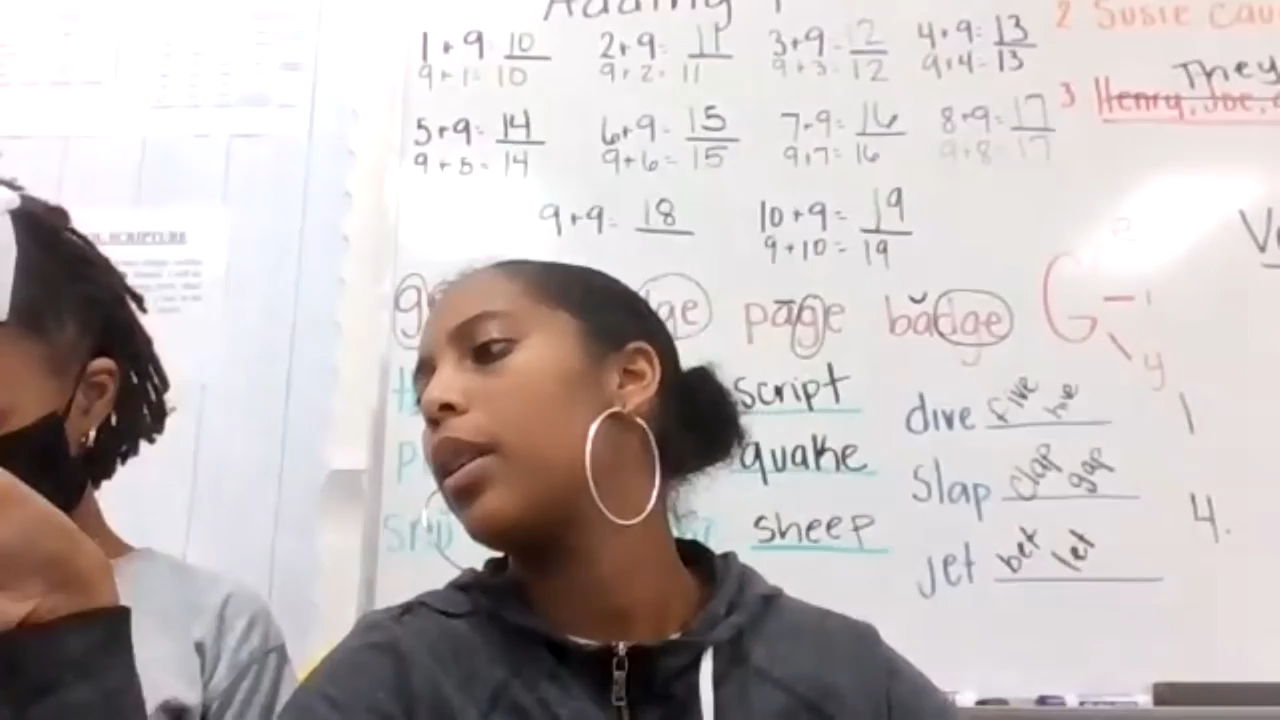 Adding
1+9= 10 2+9= 11 3+9= 12 4+9= 13
9+1= 10 9+2= 11 9+3= 12 9+4= 13
5+9= 14 6+9= 15 7+9= 16 8+9= 17
9+5= 14 9+6= 15 9+7= 16 9+8= 17
9+9= 18 10+9= 19
9+10= 19
2 Susie cau
They
3 Henry, Joe,
SCRIPTURE
ge page badge
G e i y
script
quake
sheep
dive five hive
Slap clap gap
jet bet let
1
4.